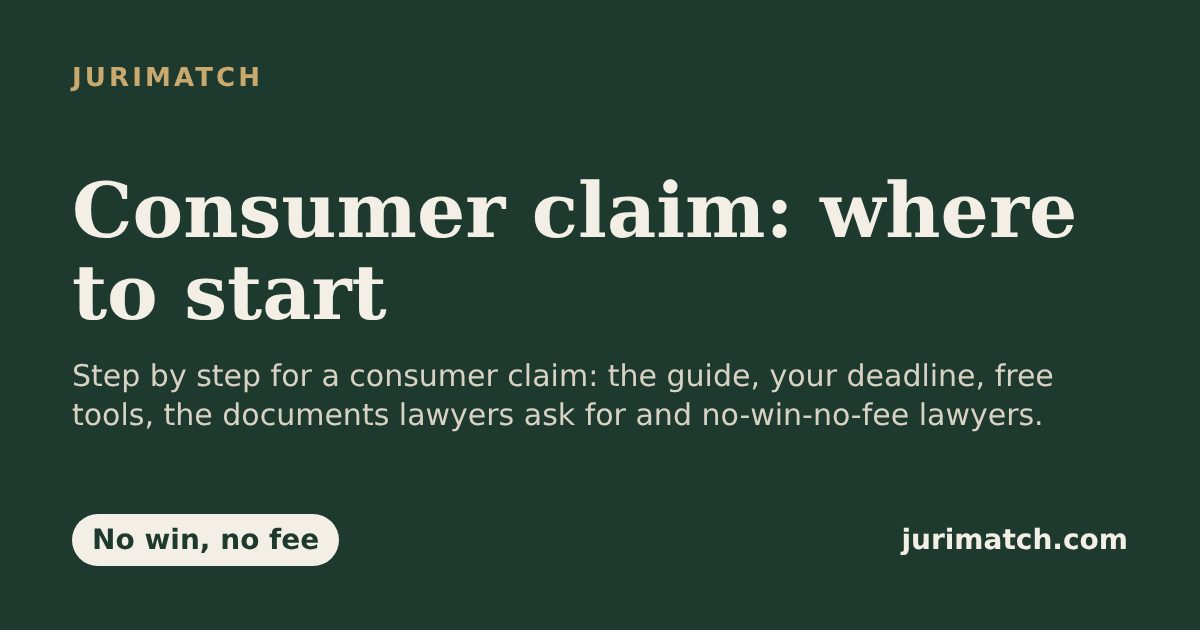 JURIMATCH
Consumer claim: where
to start
Step by step for a consumer claim: the guide, your deadline, free
tools, the documents lawyers ask for and no-win-no-fee lawyers.
No win, no fee
jurimatch.com